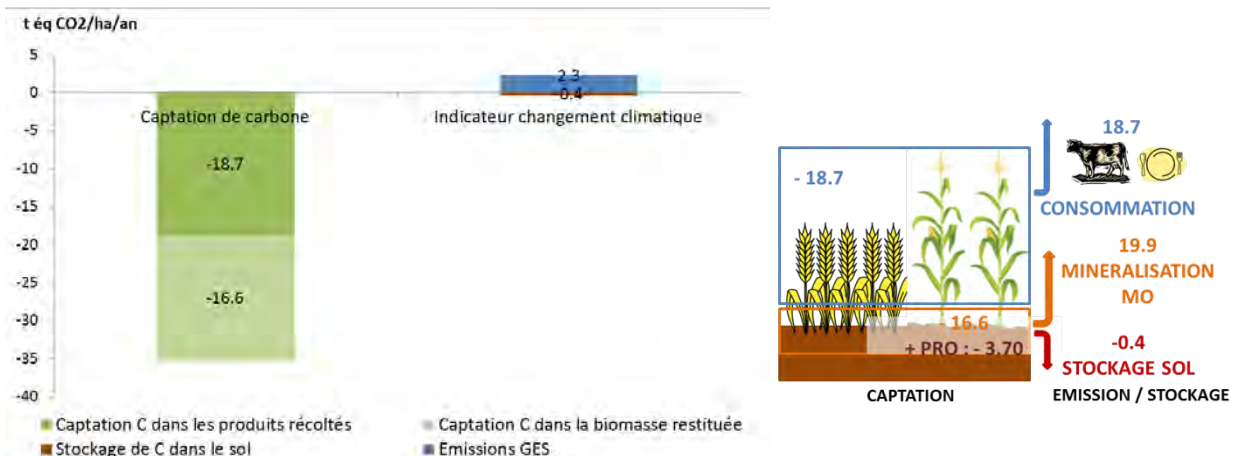 t éq CO2/ha/an
5
0
-5
-10
-15
-20
-25
-30
-35
-40
Captation de carbone
-18.7
-16.6
2.3
-0.4
Indicateur changement climatique
Captation C dans les produits récoltés
Captation C dans la biomasse restituée
Stockage de C dans le sol
Emissions GES
- 18.7
- 16.6
+ PRO : - 3.70
CAPTATION
18.7
CONSOMMATION
19.9
MINERALISATION
MO
-0.4
STOCKAGE SOL
EMISSION / STOCKAGE